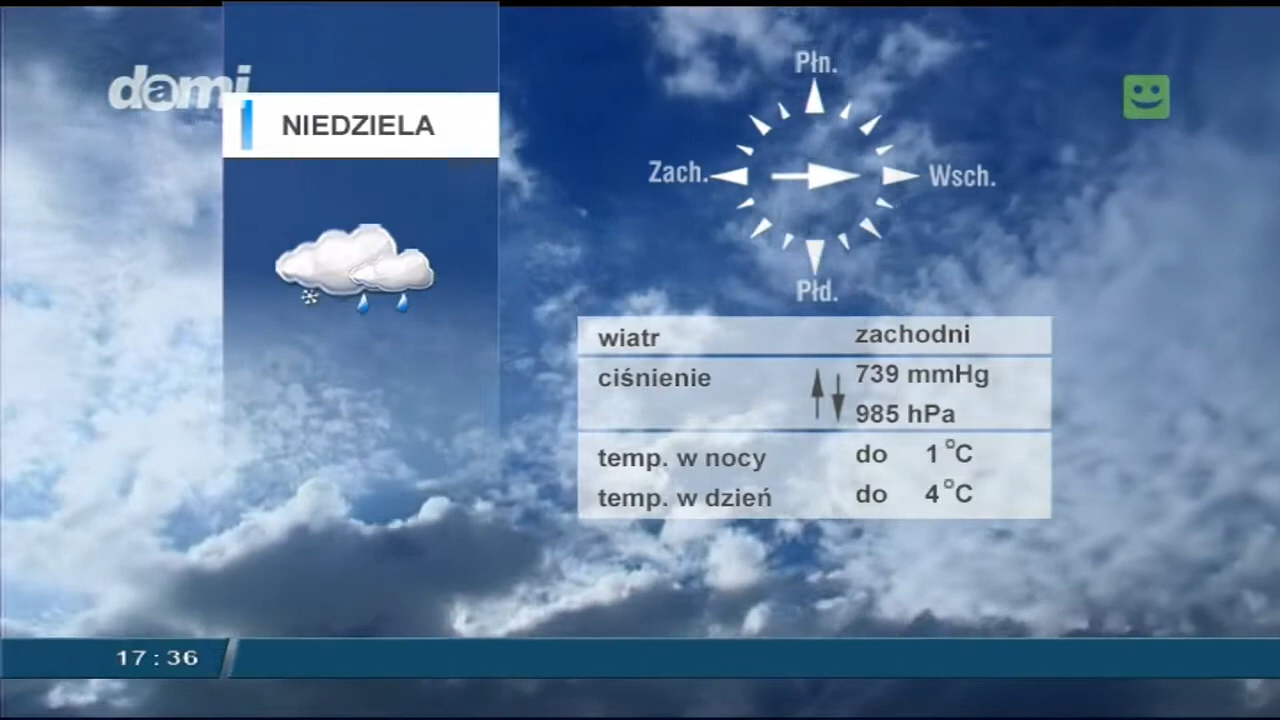 dami
NIEDZIELA
Płn.
Zach.
Wsch.
Płd.
wiatr zachodni
ciśnienie 739 mmHg
985 hPa
temp. w nocy do 1 °C
temp. w dzień do 4 °C
17:36